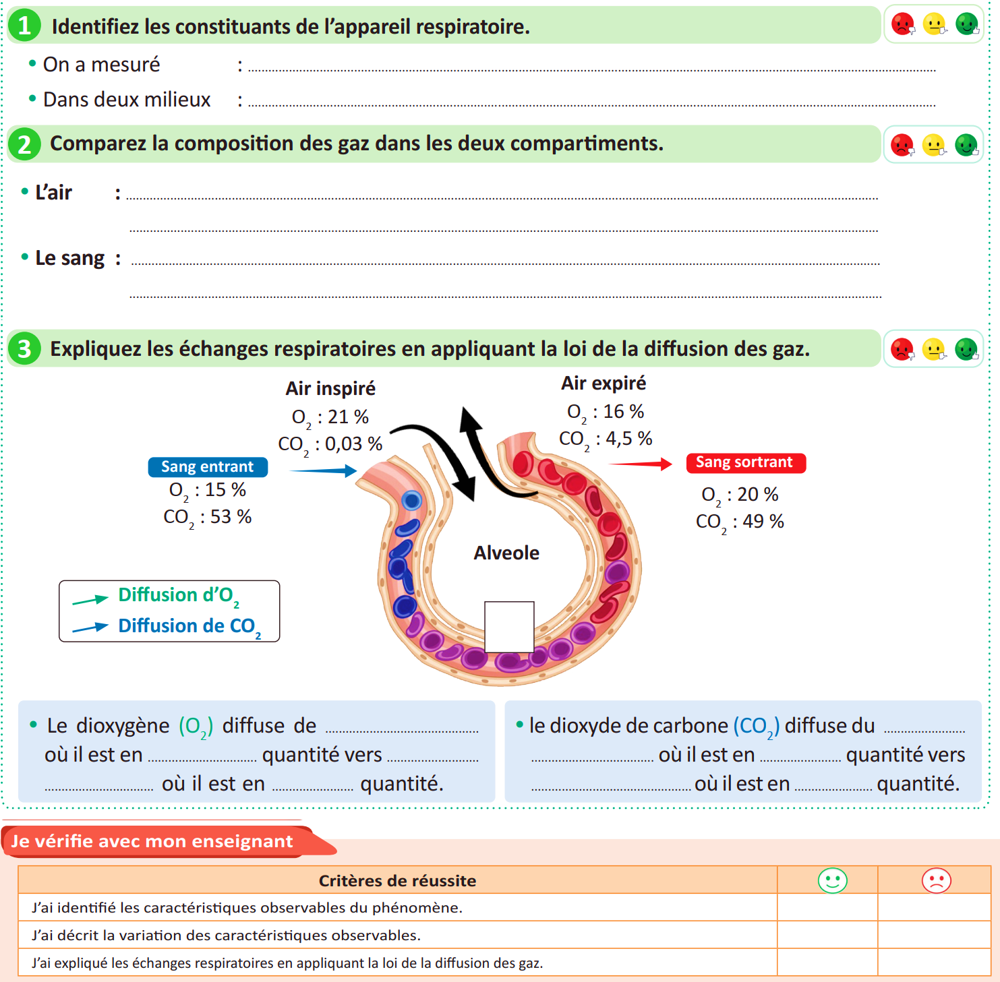 1 Identifiez les constituants de l'appareil respiratoire.
• On a mesuré : ........................................
• Dans deux milieux : ........................................
2 Comparez la composition des gaz dans les deux compartiments.
• L'air : ........................................
........................................
• Le sang : ........................................
........................................
3 Expliquez les échanges respiratoires en appliquant la loi de la diffusion des gaz.
Air inspiré
O₂ : 21 %
CO₂ : 0,03 %
Air expiré
O₂ : 16 %
CO₂ : 4,5 %
Sang entrant
O₂ : 15 %
CO₂ : 53 %
Sang sortrant
O₂ : 20 %
CO₂ : 49 %
Alveole
Diffusion d'O₂
Diffusion de CO₂
• Le dioxygène (O₂) diffuse de ....................
où il est en .................... quantité vers ....................
.................... où il est en .................... quantité.
• le dioxyde de carbone (CO₂) diffuse du ....................
.................... où il est en .................... quantité vers
.................... où il est en .................... quantité.
Je vérifie avec mon enseignant
Critères de réussite
J'ai identifié les caractéristiques observables du phénomène.
J'ai décrit la variation des caractéristiques observables.
J'ai expliqué les échanges respiratoires en appliquant la loi de la diffusion des gaz.